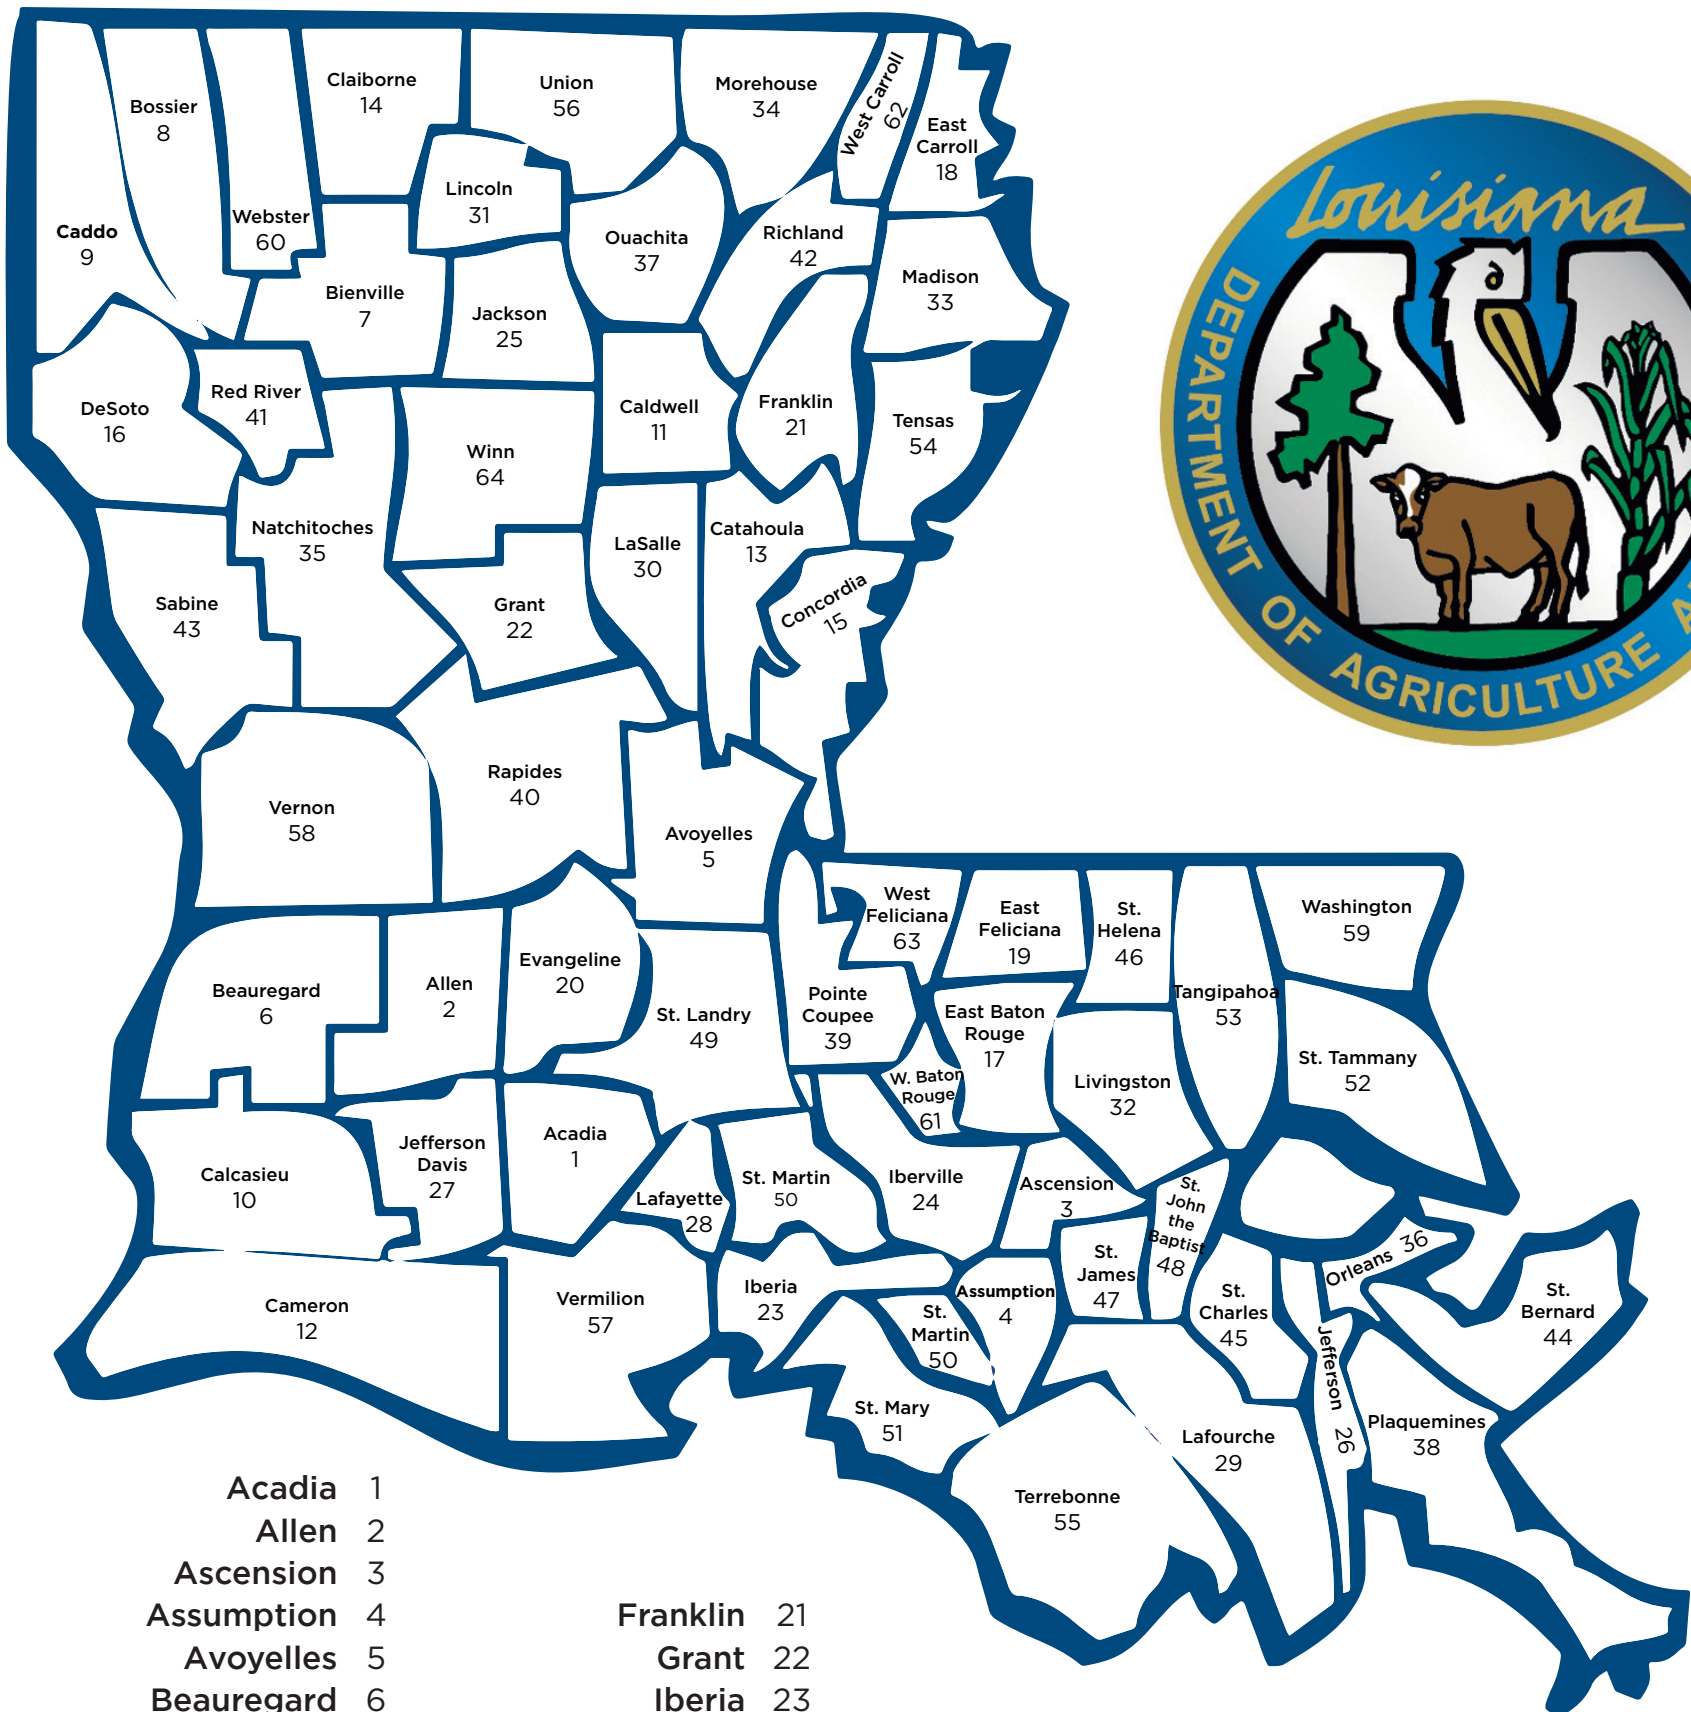 Claiborne
14
Union
56
Morehouse
34
West Carroll
62
East
Carroll
18
Bossier
8
Webster
60
Caddo
9
Lincoln
31
Ouachita
37
Richland
42
Madison
33
Bienville
7
Jackson
25
DeSoto
16
Red River
41
Winn
64
Caldwell
11
Franklin
21
Tensas
54
Natchitoches
35
LaSalle
30
Catahoula
13
Concordia
15
Sabine
43
Grant
22
Vernon
58
Rapides
40
Avoyelles
5
West
Feliciana
63
East
Feliciana
19
St.
Helena
46
Tangipahoa
53
Washington
59
Beauregard
6
Allen
2
Evangeline
20
St. Landry
49
Pointe
Coupee
39
East Baton
Rouge
17
W. Baton
Rouge
61
Livingston
32
St. Tammany
52
Calcasieu
10
Jefferson
Davis
27
Acadia
1
Lafayette
28
St. Martin
50
Iberville
24
Ascension
3
St.
John
the
Baptist
48
St.
James
47
St.
Charles
45
Orleans 36
St.
Bernard
44
Cameron
12
Vermilion
57
Iberia
23
St.
Martin
50
Assumption
4
St. Mary
51
Terrebonne
55
Lafourche
29
Jefferson 26
Plaquemines
38
Louisiana
DEPARTMENT OF AGRICULTURE
Acadia 1
Allen 2
Ascension 3
Assumption 4
Avoyelles 5
Beauregard 6
Franklin 21
Grant 22
Iberia 23